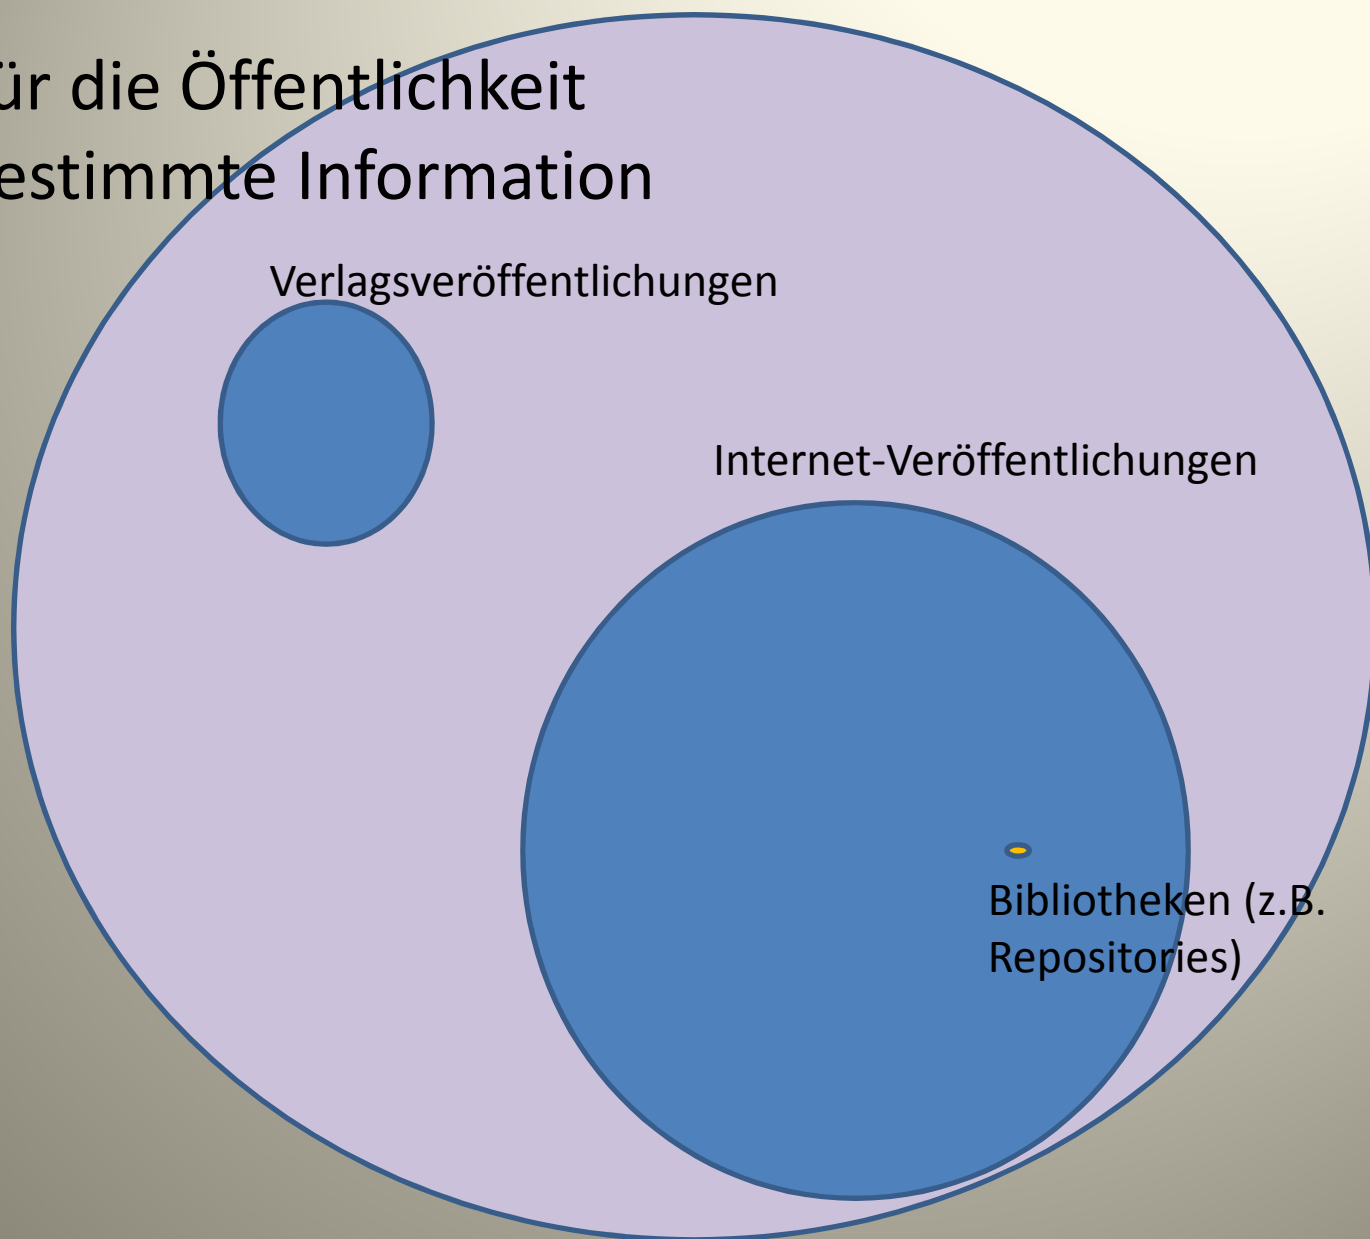 ür die Öffentlichkeit
estimmte Information
Verlagsveröffentlichungen
Internet-Veröffentlichungen
Bibliotheken (z.B.
Repositories)